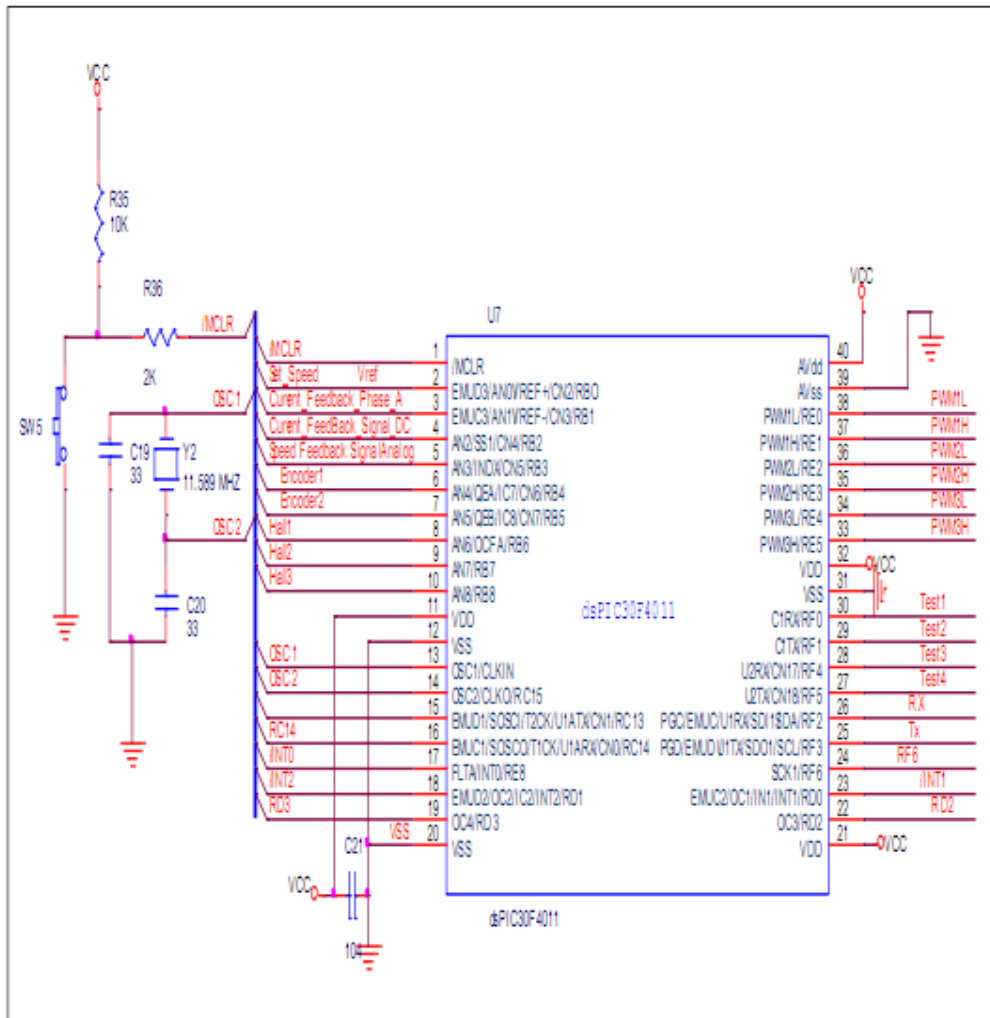 VCC
R35
10K
R36
/MCLR
2K
OSC1
SW5
C19
33
Y2
11.589 MHZ
OSC2
C20
33
U7
/MCLR
Set_Speed Vref
Current_Feedback_Phase_A
Current_FeedBack_Signal_DC
Speed Feedback SignalAnalog
Encoder1
Encoder2
Hall1
Hall2
Hall3
OSC1
OSC2
RC14
/INT0
/INT2
RD3
VSS
C21
VCC
104
1 /MCLR
2 EMUD3/AN0VREF+/CN2/RB0
3 EMUC3/AN1VREF-/CN3/RB1
4 AN2/SS1/CN4/RB2
5 AN3/INDX/CN5/RB3
6 AN4/QEA/IC7/CN6/RB4
7 AN5/QEB/IC8/CN7/RB5
8 AN6/OCFA/RB6
9 AN7/RB7
10 AN8/RB8
11 VDD
12 VSS
13 OSC1/CLKIN
14 OSC2/CLKO/RC15
15 EMUD1/SOSCI/T2CK/U1ATX/CN1/RC13
16 EMUC1/SOSCO/T1CK/U1ARX/CN0/RC14
17 FLTA/INT0/RE8
18 EMUD2/OC2/IC2/INT2/RD1
19 OC4/RD3
20 VSS
dsPIC30F4011
VCC
AVdd 40
AVss 39
PWM1L/RE0 38 PWM1L
PWM1H/RE1 37 PWM1H
PWM2L/RE2 36 PWM2L
PWM2H/RE3 35 PWM2H
PWM3L/RE4 34 PWM3L
PWM3H/RE5 33 PWM3H
VDD 32 VCC
VSS 31
C1RX/RF0 30 Test1
C1TX/RF1 29 Test2
U2RX/CN17/RF4 28 Test3
U2TX/CN18/RF5 27 Test4
PGC/EMUC/U1RX/SDI1SDA/RF2 26 RX
PGD/EMUD/U1TX/SDO1/SCL/RF3 25 Tx
SCK1/RF6 24 RF6
EMUC2/OC1/IN1/INT1/RD0 23 /INT1
OC3/RD2 22 RD2
VDD 21 VCC
dsPIC30F4011